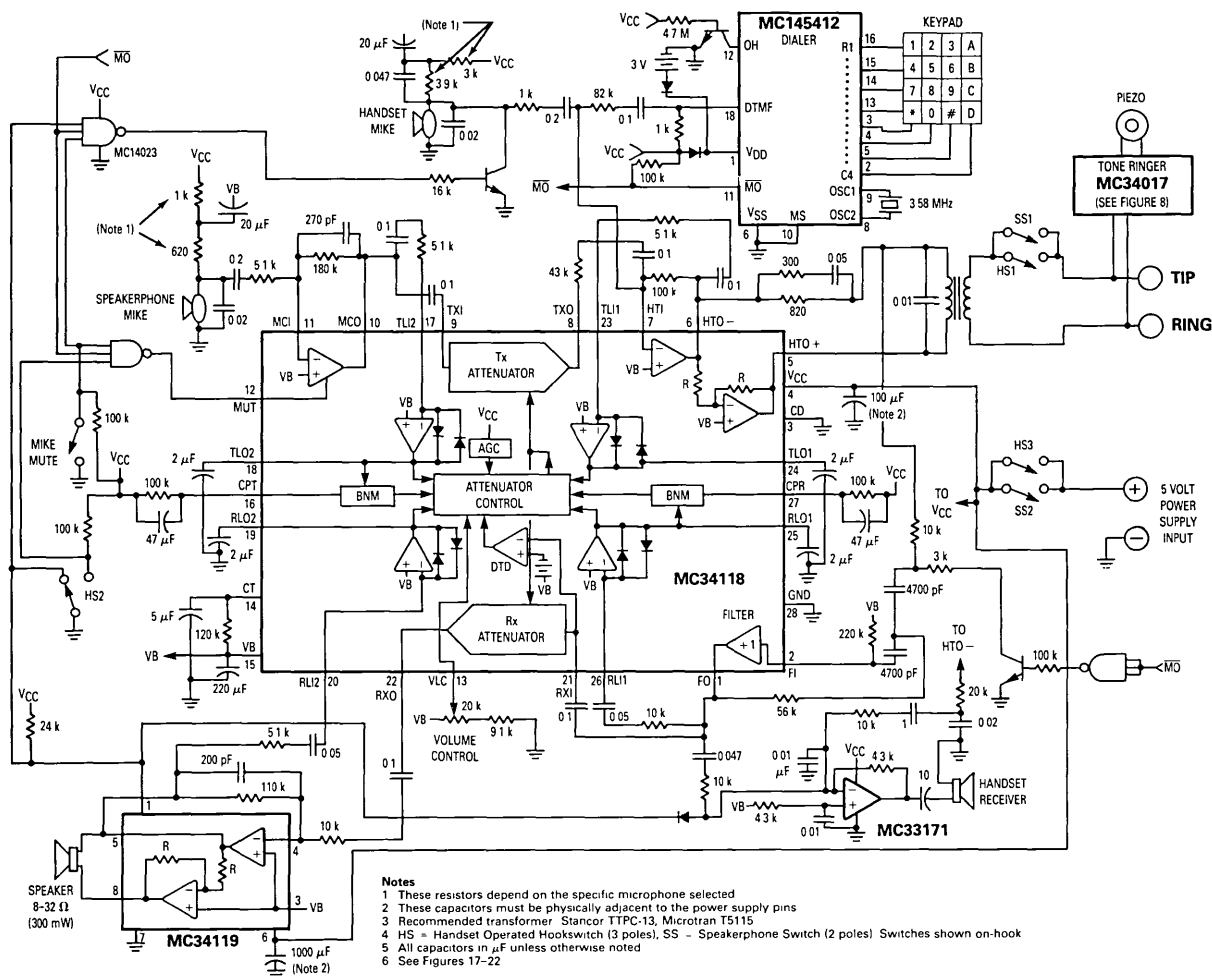 (Note 1)
20 µF
0 047
39 k
3 k
VCC
HANDSET
MIKE
0 02
VCC
47 M
3 V
MC145412
DIALER
OH
12
DTMF
18
VDD
1
MO
11
VSS
6
MS
10
R1
16
15
14
13
3
4
5
2
C4
OSC1
9
OSC2
8
3 58 MHz
KEYPAD
1 2 3 A
4 5 6 B
7 8 9 C
* 0 # D
PIEZO
TONE RINGER
MC34017
(SEE FIGURE 8)
MO
VCC
MC14023
1 k
0 2
82 k
0 1
1 k
VCC
100 k
MO
16 k
VCC
1 k
VB
20 µF
(Note 1)
620
0 2
51 k
SPEAKERPHONE
MIKE
0 02
270 pF
180 k
0 1
51 k
0 1
43 k
51 k
0 1
100 k
0 1
300
0 05
820
0 01
SS1
HS1
TIP
RING
MCI 11
MCO 10
TLI2 17
TXI
9
TXO
8
TLI1
23
HTI
7
6
HTO –
HTO +
5
VCC
4
CD
3
12
MUT
VB
Tx
ATTENUATOR
VB
R
R
VB
100 µF
(Note 2)
100 k
MIKE
MUTE
VCC
100 k
47 µF
100 k
HS2
2 µF
2 µF
TLO2
18
CPT
16
RLO2
19
VB
VCC
AGC
VB
BNM
ATTENUATOR
CONTROL
BNM
VB
DTD
VB
VB
MC34118
TLO1
24
CPR
27
RLO1
25
2 µF
VCC
100 k
47 µF
2 µF
GND
28
HS3
SS2
TO
VCC
5 VOLT
POWER
SUPPLY
INPUT
10 k
3 k
4700 pF
VB
220 k
4700 pF
CT
14
5 µF
120 k
VB
VB
15
220 µF
Rx
ATTENUATOR
FILTER
+1
2
FI
TO
HTO –
100 k
MO
RLI2 20
22
RXO
VLC 13
21
RXI
26 RLI1
FO 1
VB
20 k
91 k
VOLUME
CONTROL
0 1
0 05
10 k
56 k
10 k
1
20 k
0 02
VCC
24 k
51 k
0 05
200 pF
110 k
0 1
10 k
0 047
10 k
0 01
µF
VCC
43 k
VB
43 k
0 01
MC33171
10
HANDSET
RECEIVER
1
5
4
8
R
R
3
VB
7
6
MC34119
SPEAKER
8-32 Ω
(300 mW)
1000 µF
(Note 2)
Notes
1 These resistors depend on the specific microphone selected
2 These capacitors must be physically adjacent to the power supply pins
3 Recommended transformer Stancor TTPC-13, Microtran T5115
4 HS = Handset Operated Hookswitch (3 poles), SS – Speakerphone Switch (2 poles) Switches shown on-hook
5 All capacitors in µF unless otherwise noted
6 See Figures 17-22